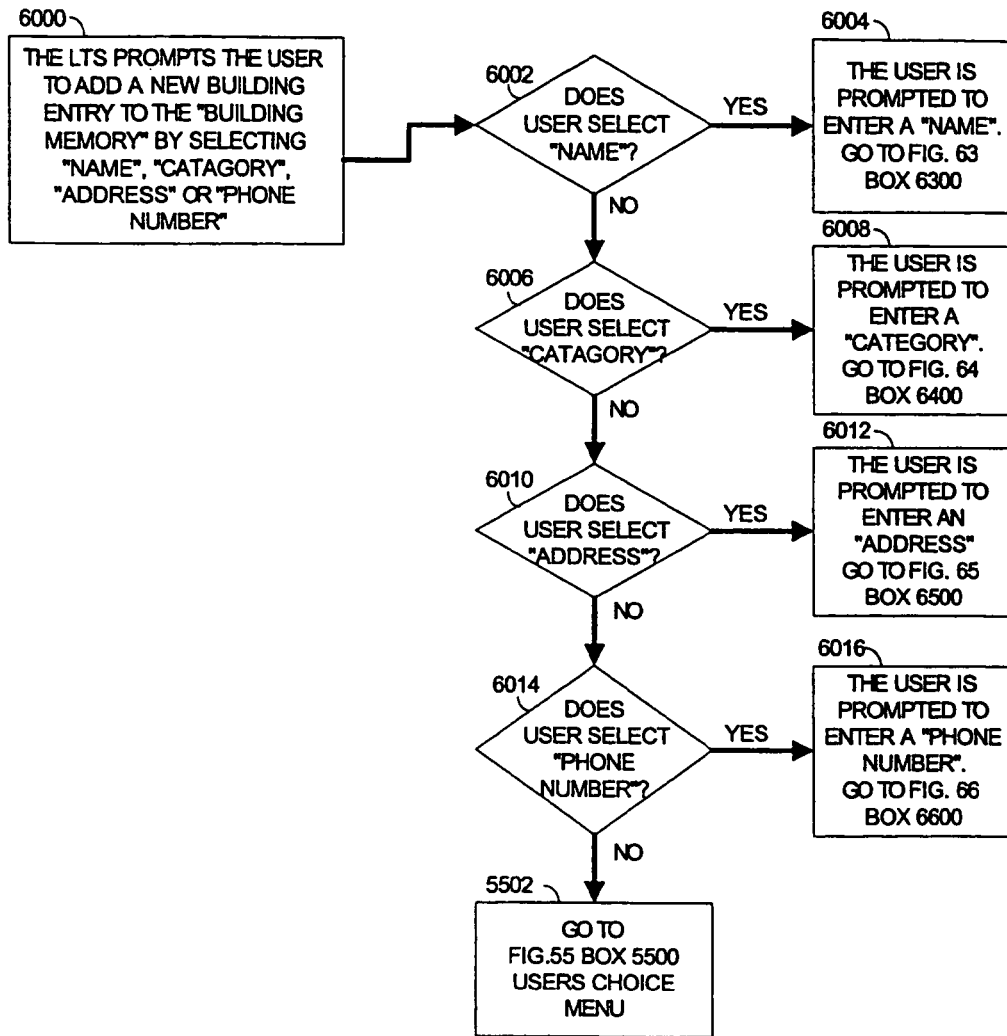 6000
THE LTS PROMPTS THE USER
TO ADD A NEW BUILDING
ENTRY TO THE "BUILDING
MEMORY" BY SELECTING
"NAME", "CATAGORY",
"ADDRESS" OR "PHONE
NUMBER"
6002
DOES
USER SELECT
"NAME"?
YES
NO
6004
THE USER IS
PROMPTED TO
ENTER A "NAME".
GO TO FIG. 63
BOX 6300
6006
DOES
USER SELECT
"CATAGORY"?
YES
NO
6008
THE USER IS
PROMPTED TO
ENTER A
"CATEGORY".
GO TO FIG. 64
BOX 6400
6010
DOES
USER SELECT
"ADDRESS"?
YES
NO
6012
THE USER IS
PROMPTED TO
ENTER AN
"ADDRESS"
GO TO FIG. 65
BOX 6500
6014
DOES
USER SELECT
"PHONE
NUMBER"?
YES
NO
6016
THE USER IS
PROMPTED TO
ENTER A "PHONE
NUMBER".
GO TO FIG. 66
BOX 6600
5502
GO TO
FIG.55 BOX 5500
USERS CHOICE
MENU